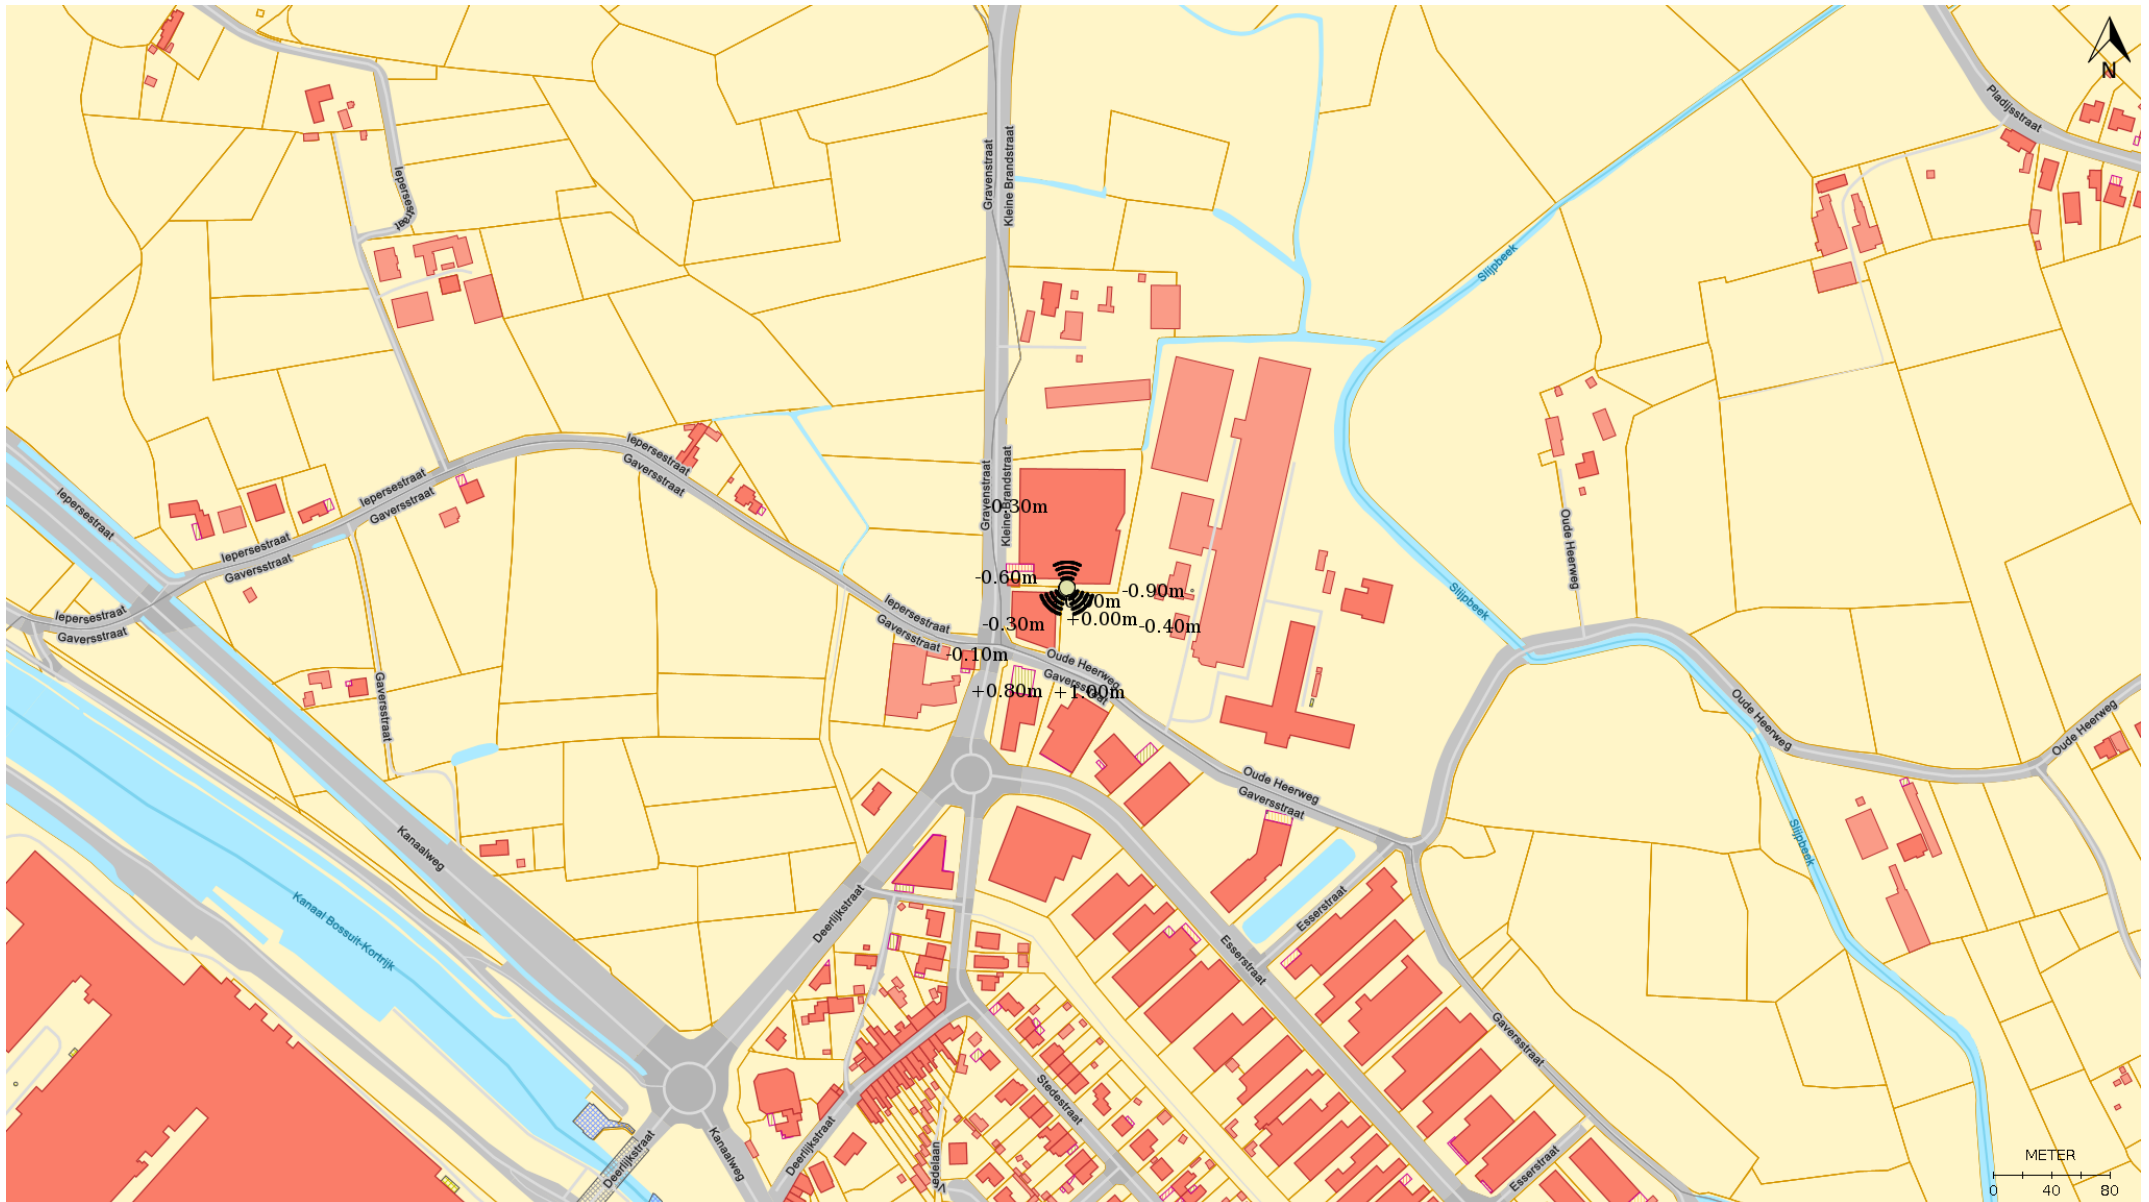 N
Pladijsstraat
Gravenstraat
Kleine Brandstraat
Iepersestraat
Iepersestraat
Slijpbeek
Iepersestraat
Gaversstraat
Iepersestraat
Gaversstraat
Iepersestraat
Gravenstraat
Kleine Brandstraat
0.30m
Oude Heerweg
Iepersestraat
Gaversstraat
-0.60m
-0.90m
Slijpbeek
Iepersestraat
Gaversstraat
Iepersestraat
Gaversstraat
-0.30m
+0.00m
-0.40m
-0.10m
Oude Heerweg
Gaversstraat
+0.80m
+1.00m
Gaversstraat
Oude Heerweg
Oude Heerweg
Oude Heerweg
Gaversstraat
Slijpbeek
Kanaalweg
Deerlijkstraat
Esserstraat
Kanaal Bossuit-Kortrijk
Esserstraat
Gaversstraat
Stedestraat
Deerlijkstraat
Kanaalweg
Deerlijkstraat
Esserstraat
METER
0 40 80